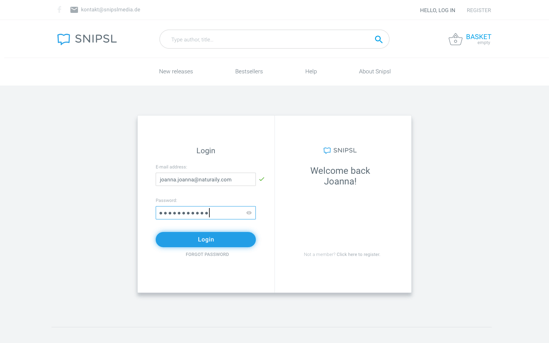 kontakt@snipslmedia.de
HELLO, LOG IN
REGISTER
SNIPSL
Type author, title ...
BASKET
empty
New releases
Bestsellers
Help
About Snipsl
Login
E-mail address
joanna.joanna@naturaily.com
Password
Login
FORGOT PASSWORD
SNIPSL
Welcome back
Joanna!
Not a member? Click here to register.